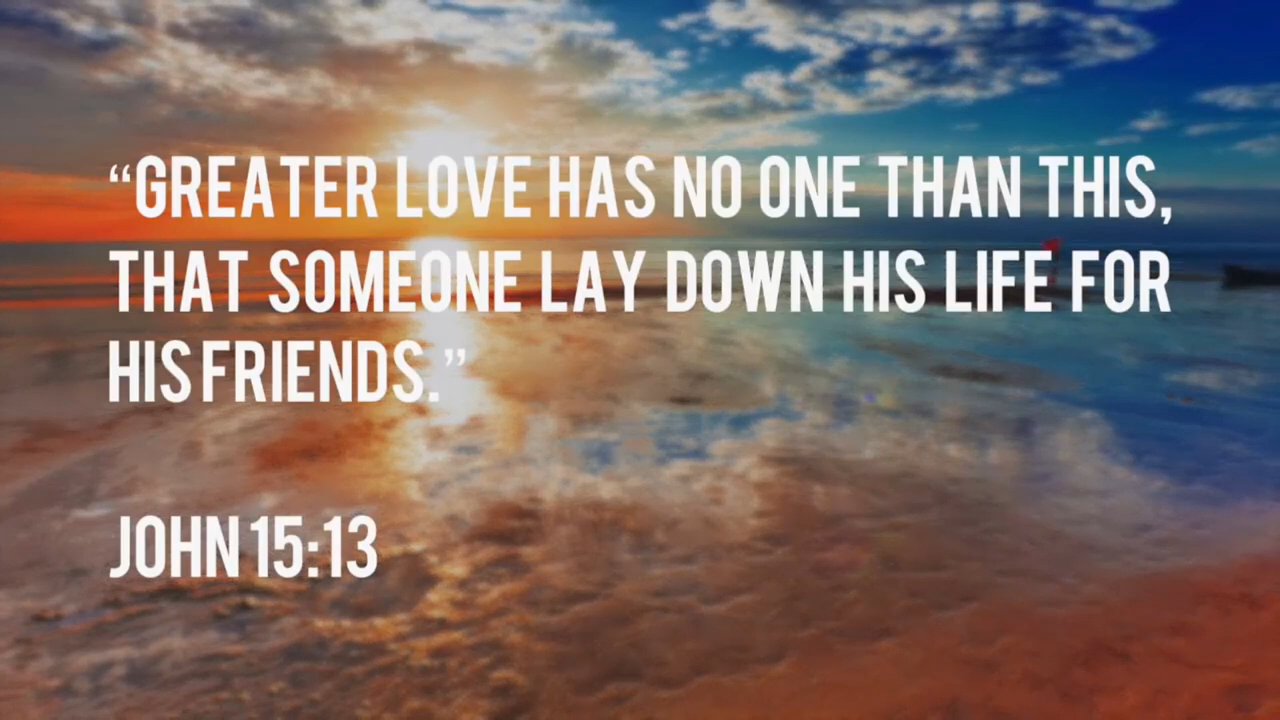 “GREATER LOVE HAS NO ONE THAN THIS,
THAT SOMEONE LAY DOWN HIS LIFE FOR
HIS FRIENDS.”
JOHN 15:13